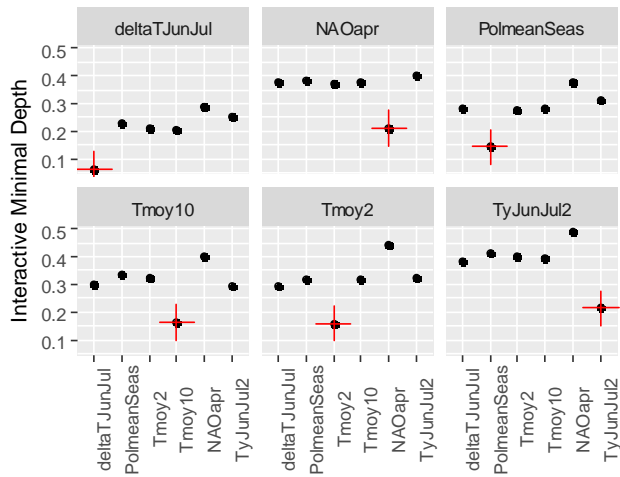 deltaTJunJul
NAOapr
PolmeanSeas
0.5
0.4
0.3
0.2
0.1
Interactive Minimal Depth
Tmoy10
Tmoy2
TyJunJul2
0.5
0.4
0.3
0.2
0.1
deltaTJunJul
PolmeanSeas
Tmoy2
Tmoy10
NAOapr
TyJunJul2
deltaTJunJul
PolmeanSeas
Tmoy2
Tmoy10
NAOapr
TyJunJul2
deltaTJunJul
PolmeanSeas
Tmoy2
Tmoy10
NAOapr
TyJunJul2